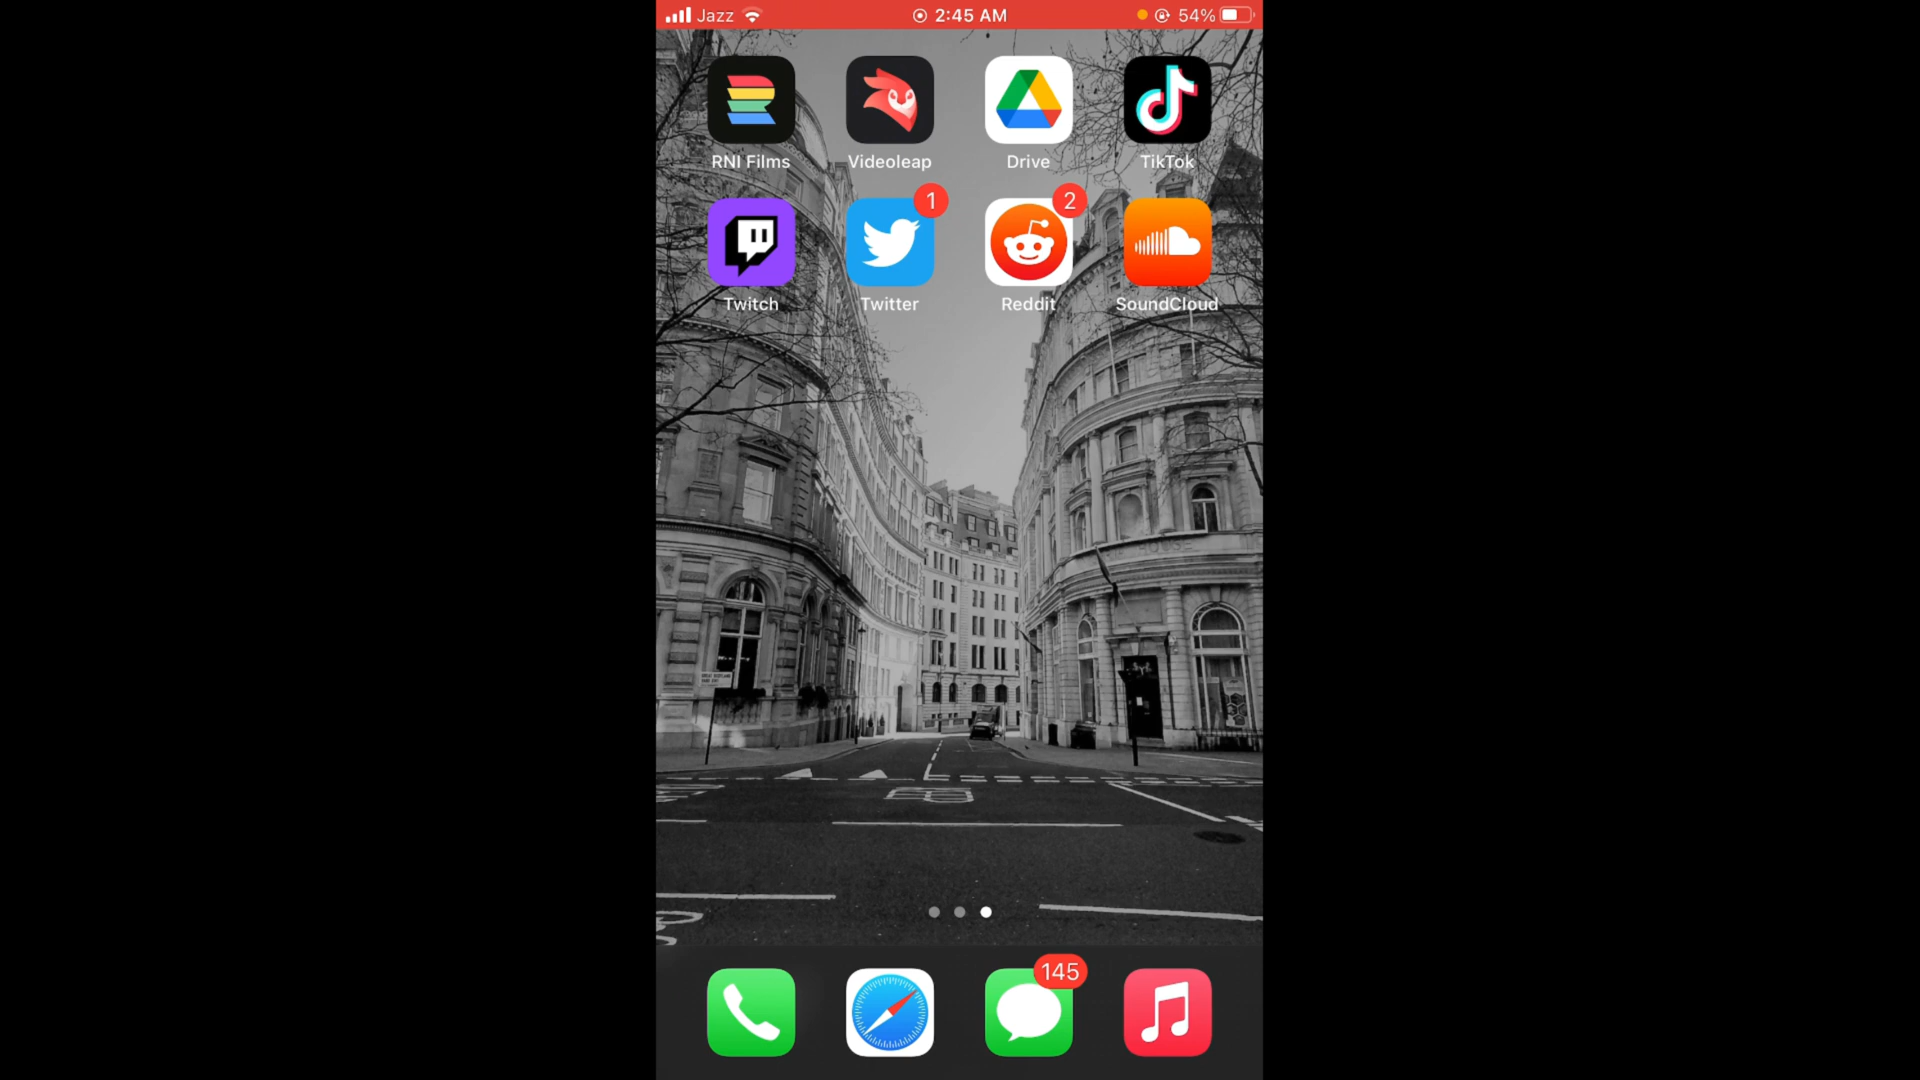 Jazz 2:45 AM 54%
RNI Films Videoleap Drive TikTok
1 2
Twitch Twitter Reddit SoundCloud
145